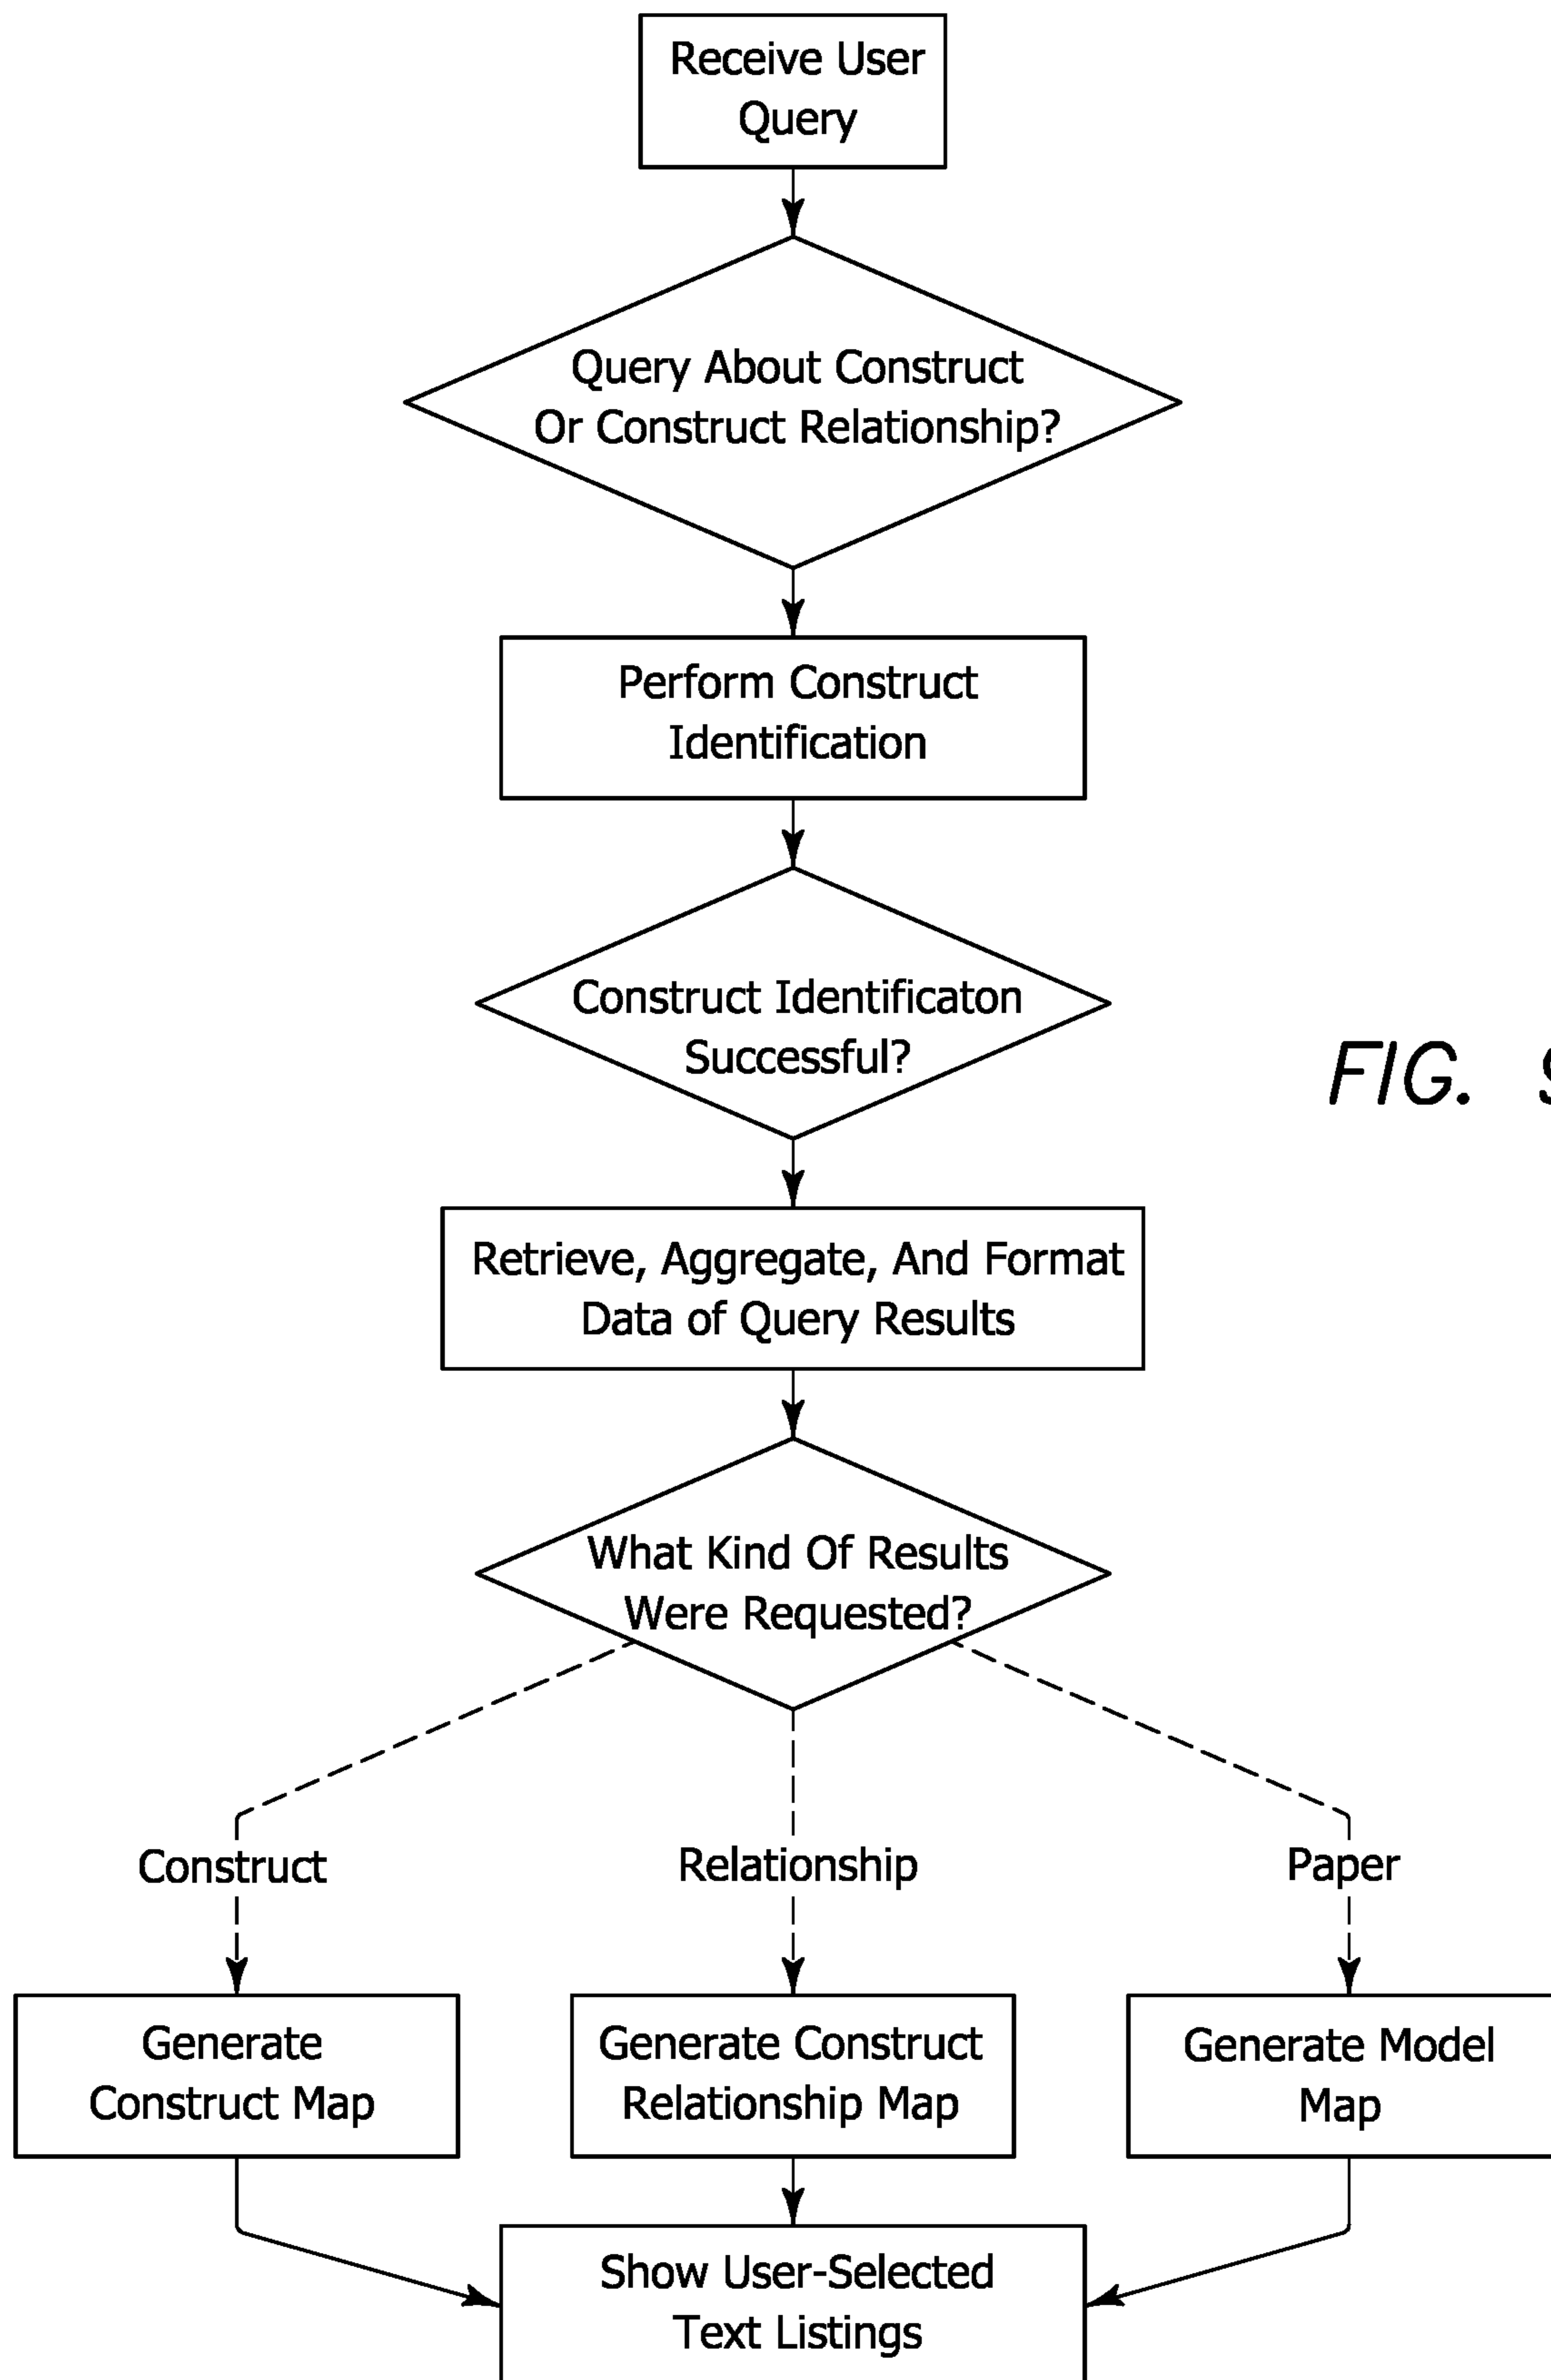 Receive User
Query
Query About Construct
Or Construct Relationship?
Perform Construct
Identification
Construct Identificaton
Successful?
FIG.
Retrieve, Aggregate, And Format
Data of Query Results
What Kind Of Results
Were Requested?
Construct
Relationship
Paper
Generate
Construct Map
Generate Construct
Relationship Map
Generate Model
Map
Show User-Selected
Text Listings